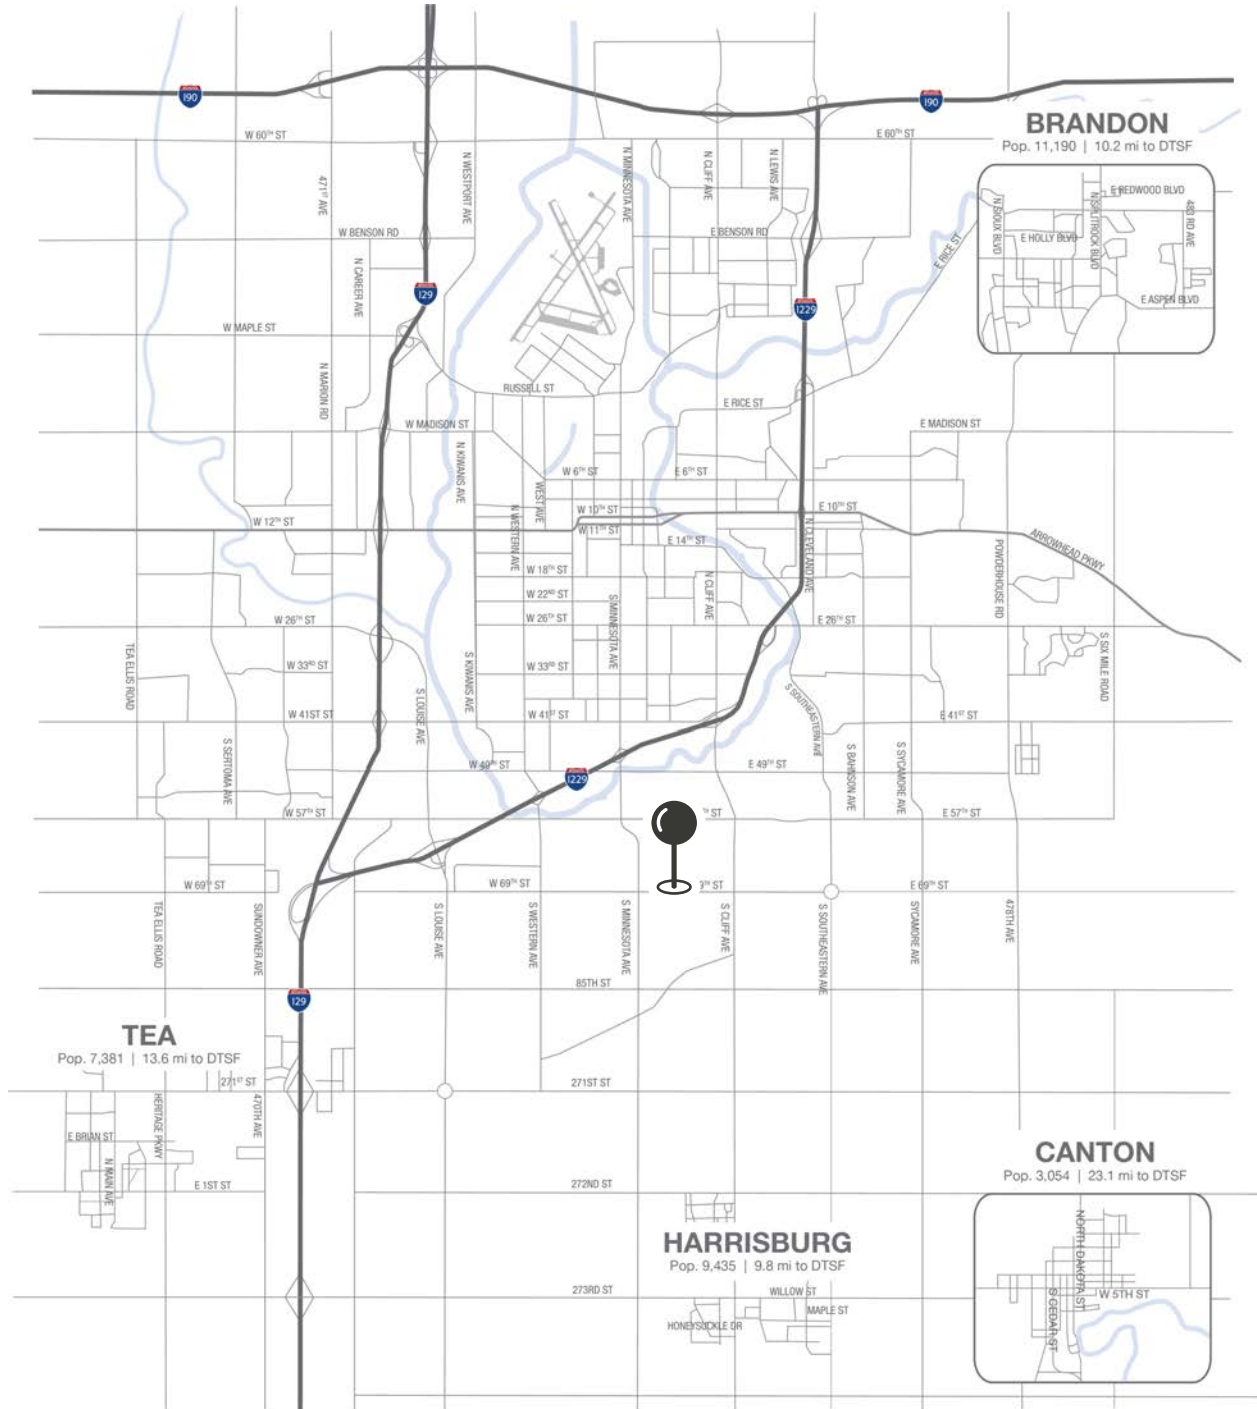 190
190
BRANDON
Pop. 11,190 | 10.2 mi to DTSF
W 60TH ST
E 60TH ST
N WESTPORT AVE
N MINNESOTA AVE
N CLIFF AVE
N LEWIS AVE
471ST AVE
E REDWOOD BLVD
N SIOUX BLVD
N SPLITROCK BLVD
483 RD AVE
E HOLLY BLVD
E ASPEN BLVD
W BENSON RD
E BENSON RD
E RICE ST
N CAREER AVE
129
1229
W MAPLE ST
N MARION RD
RUSSELL ST
E RICE ST
W MADISON ST
E MADISON ST
N KIWANIS AVE
W 6TH ST
E 6TH ST
WEST AVE
N WESTERN AVE
W 10TH ST
E 10TH ST
W 12TH ST
W 11TH ST
E 14TH ST
N CLEVELAND AVE
POWDERHOUSE RD
ARROWHEAD PKWY
W 18TH ST
N CLIFF AVE
W 22ND ST
S MINNESOTA AVE
W 26TH ST
W 26TH ST
E 26TH ST
TEA ELLIS ROAD
S SIX MILE ROAD
W 33RD ST
S KIWANIS AVE
W 33RD ST
S LOUISE AVE
S SOUTHEASTERN AVE
W 41ST ST
W 41ST ST
E 41ST ST
S SERTOMA AVE
S BAHNSON AVE
S SYCAMORE AVE
W 49TH ST
1229
E 49TH ST
W 57TH ST
TH ST
E 57TH ST
W 69TH ST
W 69TH ST
9TH ST
E 69TH ST
TEA ELLIS ROAD
SUNDOWNER AVE
S LOUISE AVE
S WESTERN AVE
S MINNESOTA AVE
S CLIFF AVE
S SOUTHEASTERN AVE
SYCAMORE AVE
478TH AVE
85TH ST
129
TEA
Pop. 7,381 | 13.6 mi to DTSF
271ST ST
271ST ST
HERITAGE PKWY
470TH AVE
E BRIAN ST
N MAIN AVE
E 1ST ST
272ND ST
CANTON
Pop. 3,054 | 23.1 mi to DTSF
NORTH DAKOTA ST
W 5TH ST
S CEDAR ST
HARRISBURG
Pop. 9,435 | 9.8 mi to DTSF
273RD ST
WILLOW ST
MAPLE ST
HONEYSUCKLE DR